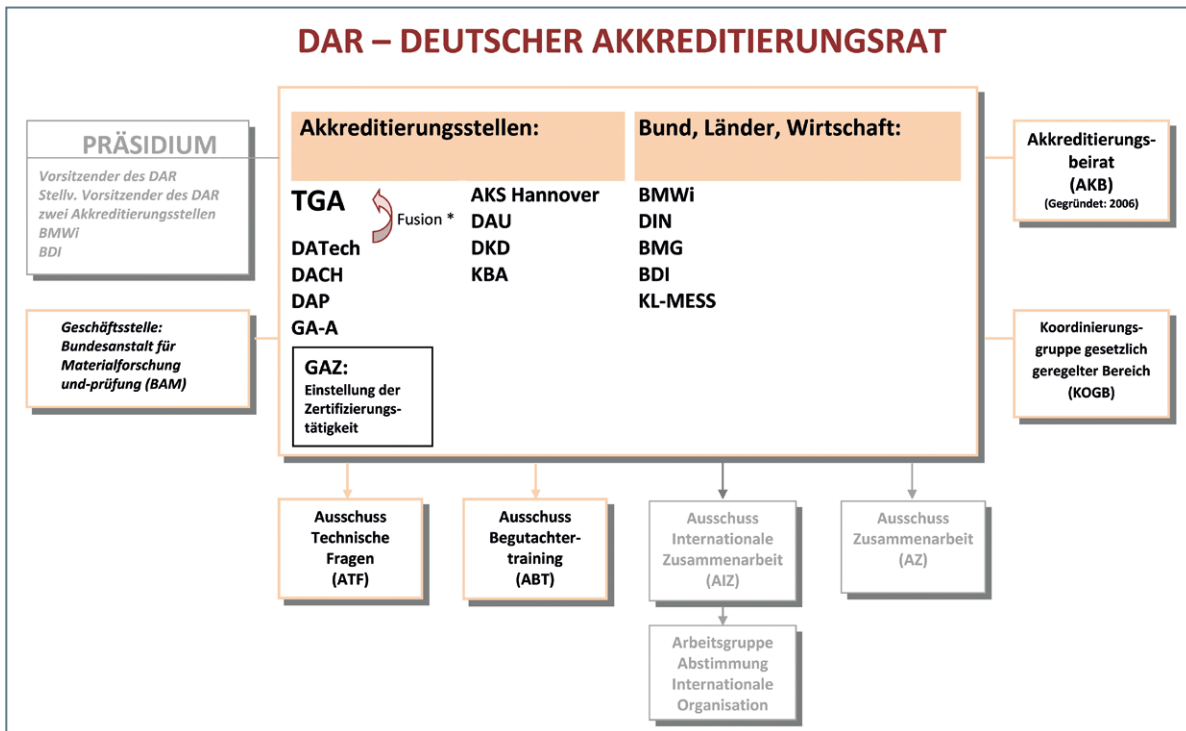 DAR – DEUTSCHER AKKREDITIERUNGSRAT
PRÄSIDIUM
Vorsitzender des DAR
Stellv. Vorsitzender des DAR
zwei Akkreditierungsstellen
BMWi
BDI
Geschäftsstelle:
Bundesanstalt für
Materialforschung
und-prüfung (BAM)
Akkreditierungsstellen:
TGA
Fusion *
DATech
DACH
DAP
GA-A
GAZ:
Einstellung der
Zertifizierungs-
tätigkeit
AKS Hannover
DAU
DKD
KBA
Bund, Länder, Wirtschaft:
BMWi
DIN
BMG
BDI
KL-MESS
Akkreditierungs-
beirat
(AKB)
(Gegründet: 2006)
Koordinierungs-
gruppe gesetzlich
geregelter Bereich
(KOGB)
Ausschuss
Technische
Fragen
(ATF)
Ausschuss
Begutachter-
training
(ABT)
Ausschuss
Internationale
Zusammenarbeit
(AIZ)
Ausschuss
Zusammenarbeit
(AZ)
Arbeitsgruppe
Abstimmung
Internationale
Organisation